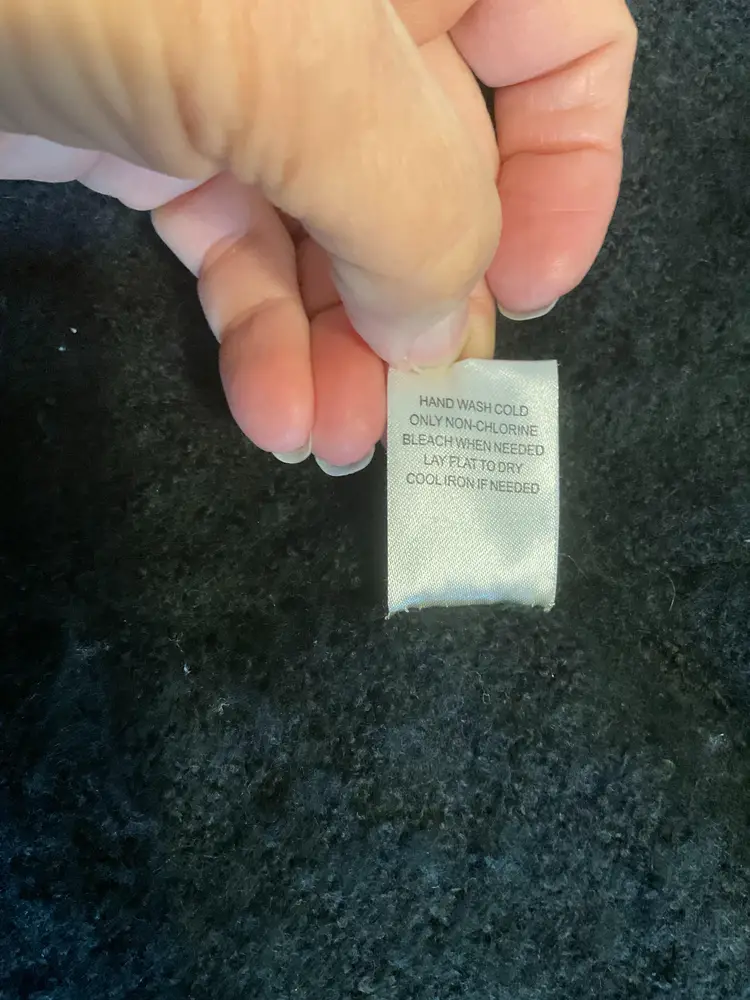 HAND WASH COLD
ONLY NON-CHLORINE
BLEACH WHEN NEEDED
LAY FLAT TO DRY
COOL IRON IF NEEDED